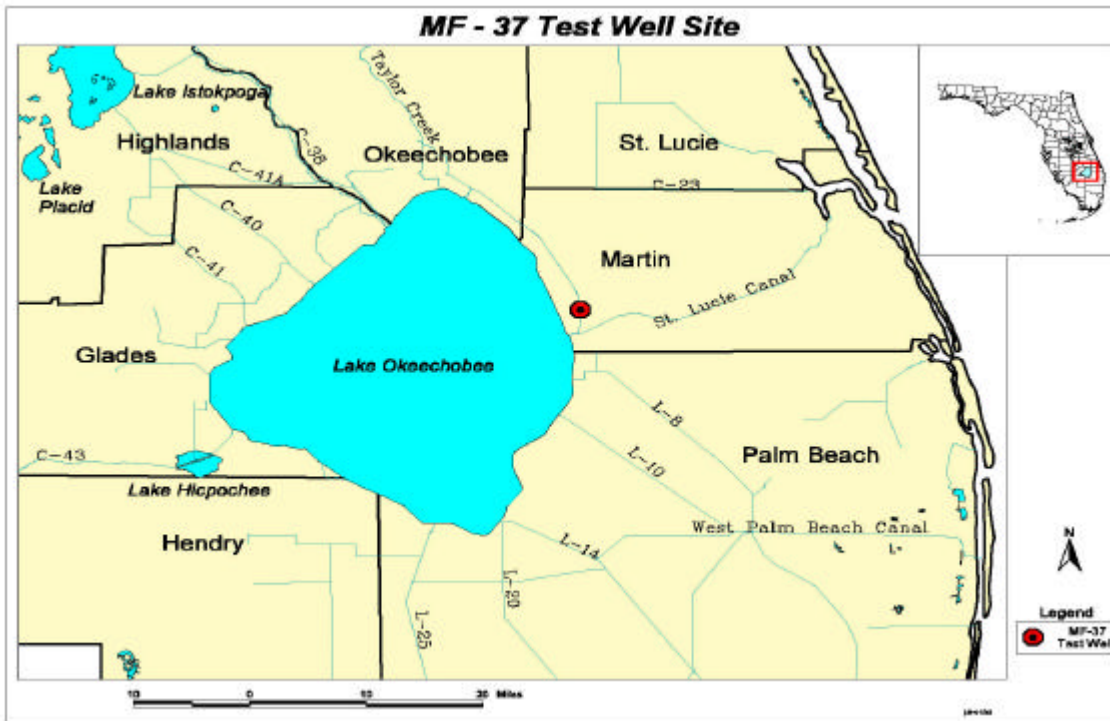 MF - 37 Test Well Site
Lake Istokpoga
Taylor Creek
Highlands
C-38
Okeechobee
St. Lucie
C-41A
C-23
Lake
Placid
C-40
C-41
Martin
St. Lucie Canal
Glades
Lake Okeechobee
L-8
C-43
L-10
Palm Beach
Lake Hicpochee
West Palm Beach Canal
Hendry
L-14
L-20
L-25
N
Legend
MF-37
Test Well
10 0 10 20 Miles